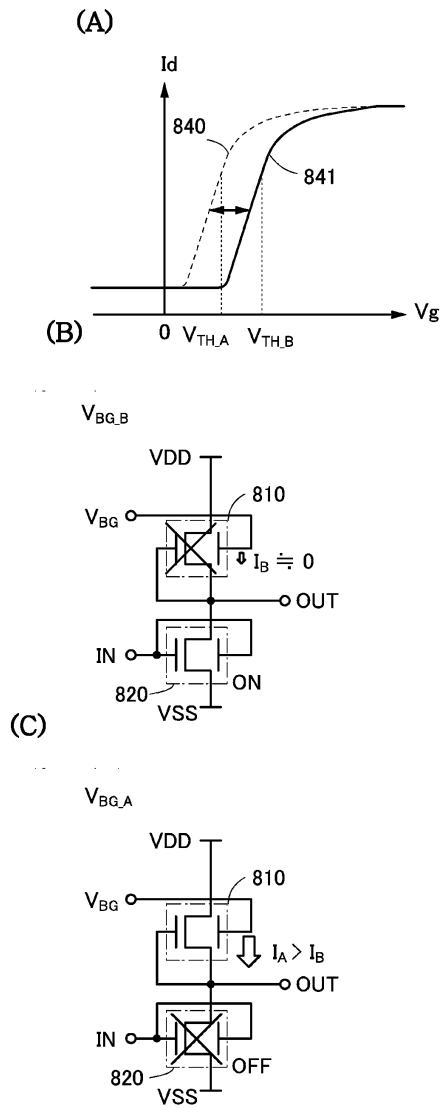 (A)
Id
840
841
0
V_TH_A
V_TH_B
Vg
(B)
V_BG_B
VDD
810
V_BG
I_B ≒ 0
OUT
IN
820
ON
VSS
(C)
V_BG_A
VDD
810
V_BG
I_A > I_B
OUT
IN
820
OFF
VSS